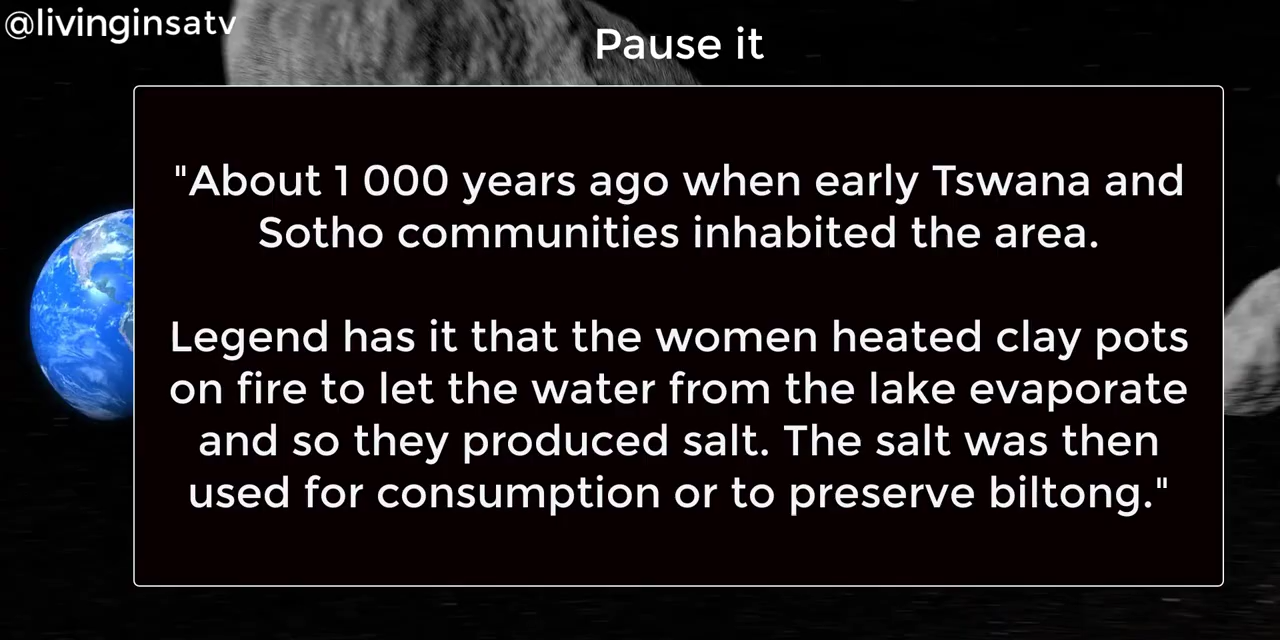 @livinginsatv
Pause it
"About 1 000 years ago when early Tswana and
Sotho communities inhabited the area.
Legend has it that the women heated clay pots
on fire to let the water from the lake evaporate
and so they produced salt. The salt was then
used for consumption or to preserve biltong."